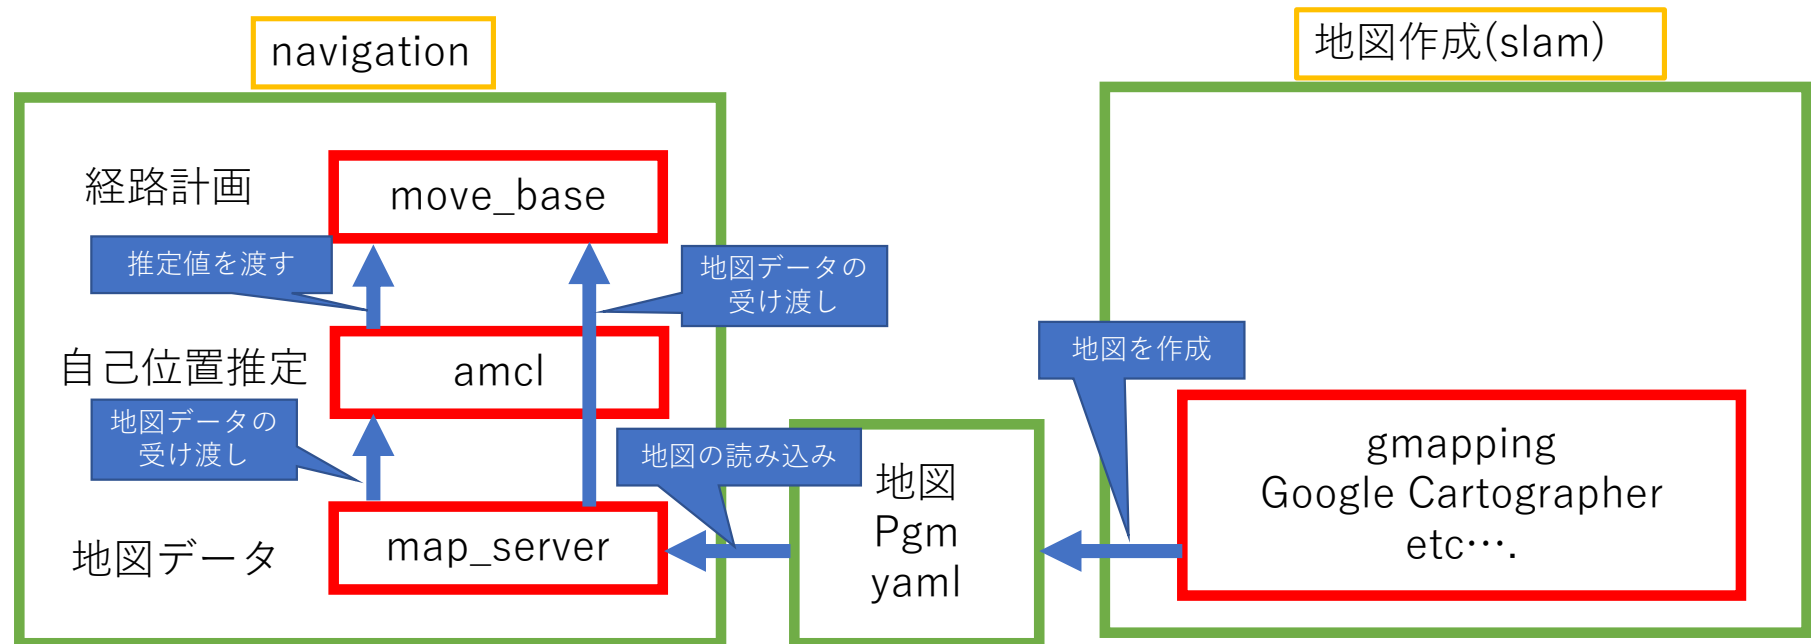 navigation
経路計画
move_base
推定値を渡す
地図データの
受け渡し
自己位置推定
amcl
地図データの
受け渡し
地図データ
map_server
地図の読み込み
地図
Pgm
yaml
地図作成(slam)
地図を作成
gmapping
Google Cartographer
etc….